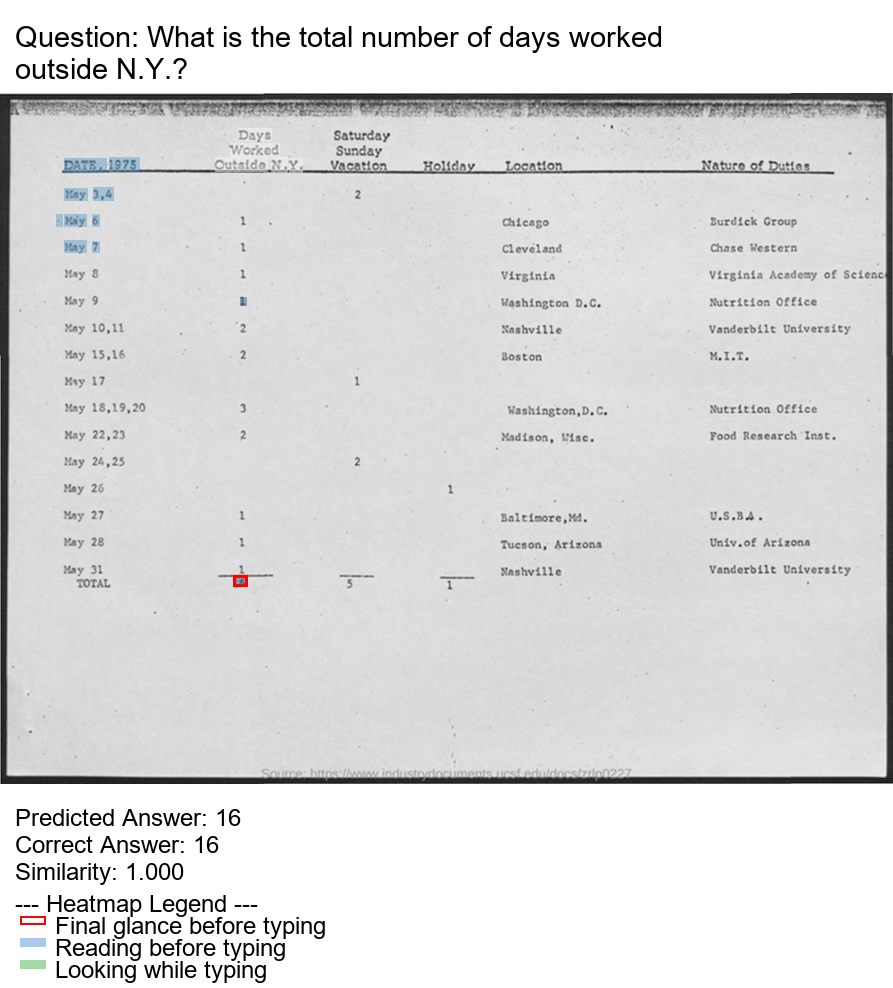 Question: What is the total number of days worked
outside N.Y.?
Days Worked Outside N.Y.
Saturday Sunday Vacation
DATE, 1975 Holiday Location Nature of Duties
May 3,4 2
May 6 1 Chicago Burdick Group
May 7 1 Cleveland Chase Western
May 8 1 Virginia Virginia Academy of Scienc
May 9 1 Washington D.C. Nutrition Office
May 10,11 2 Nashville Vanderbilt University
May 15,16 2 Boston M.I.T.
May 17 1
May 18,19,20 3 Washington,D.C. Nutrition Office
May 22,23 2 Madison, Wisc. Food Research Inst.
May 24,25 2
May 26 1
May 27 1 Baltimore,Md. U.S.B.A.
May 28 1 Tucson, Arizona Univ.of Arizona
May 31 1 Nashville Vanderbilt University
TOTAL 5 1
Source: https://www.industrydocuments.ucsf.edu/docs/zrlp0227
Predicted Answer: 16
Correct Answer: 16
Similarity: 1.000
--- Heatmap Legend ---
Final glance before typing
Reading before typing
Looking while typing